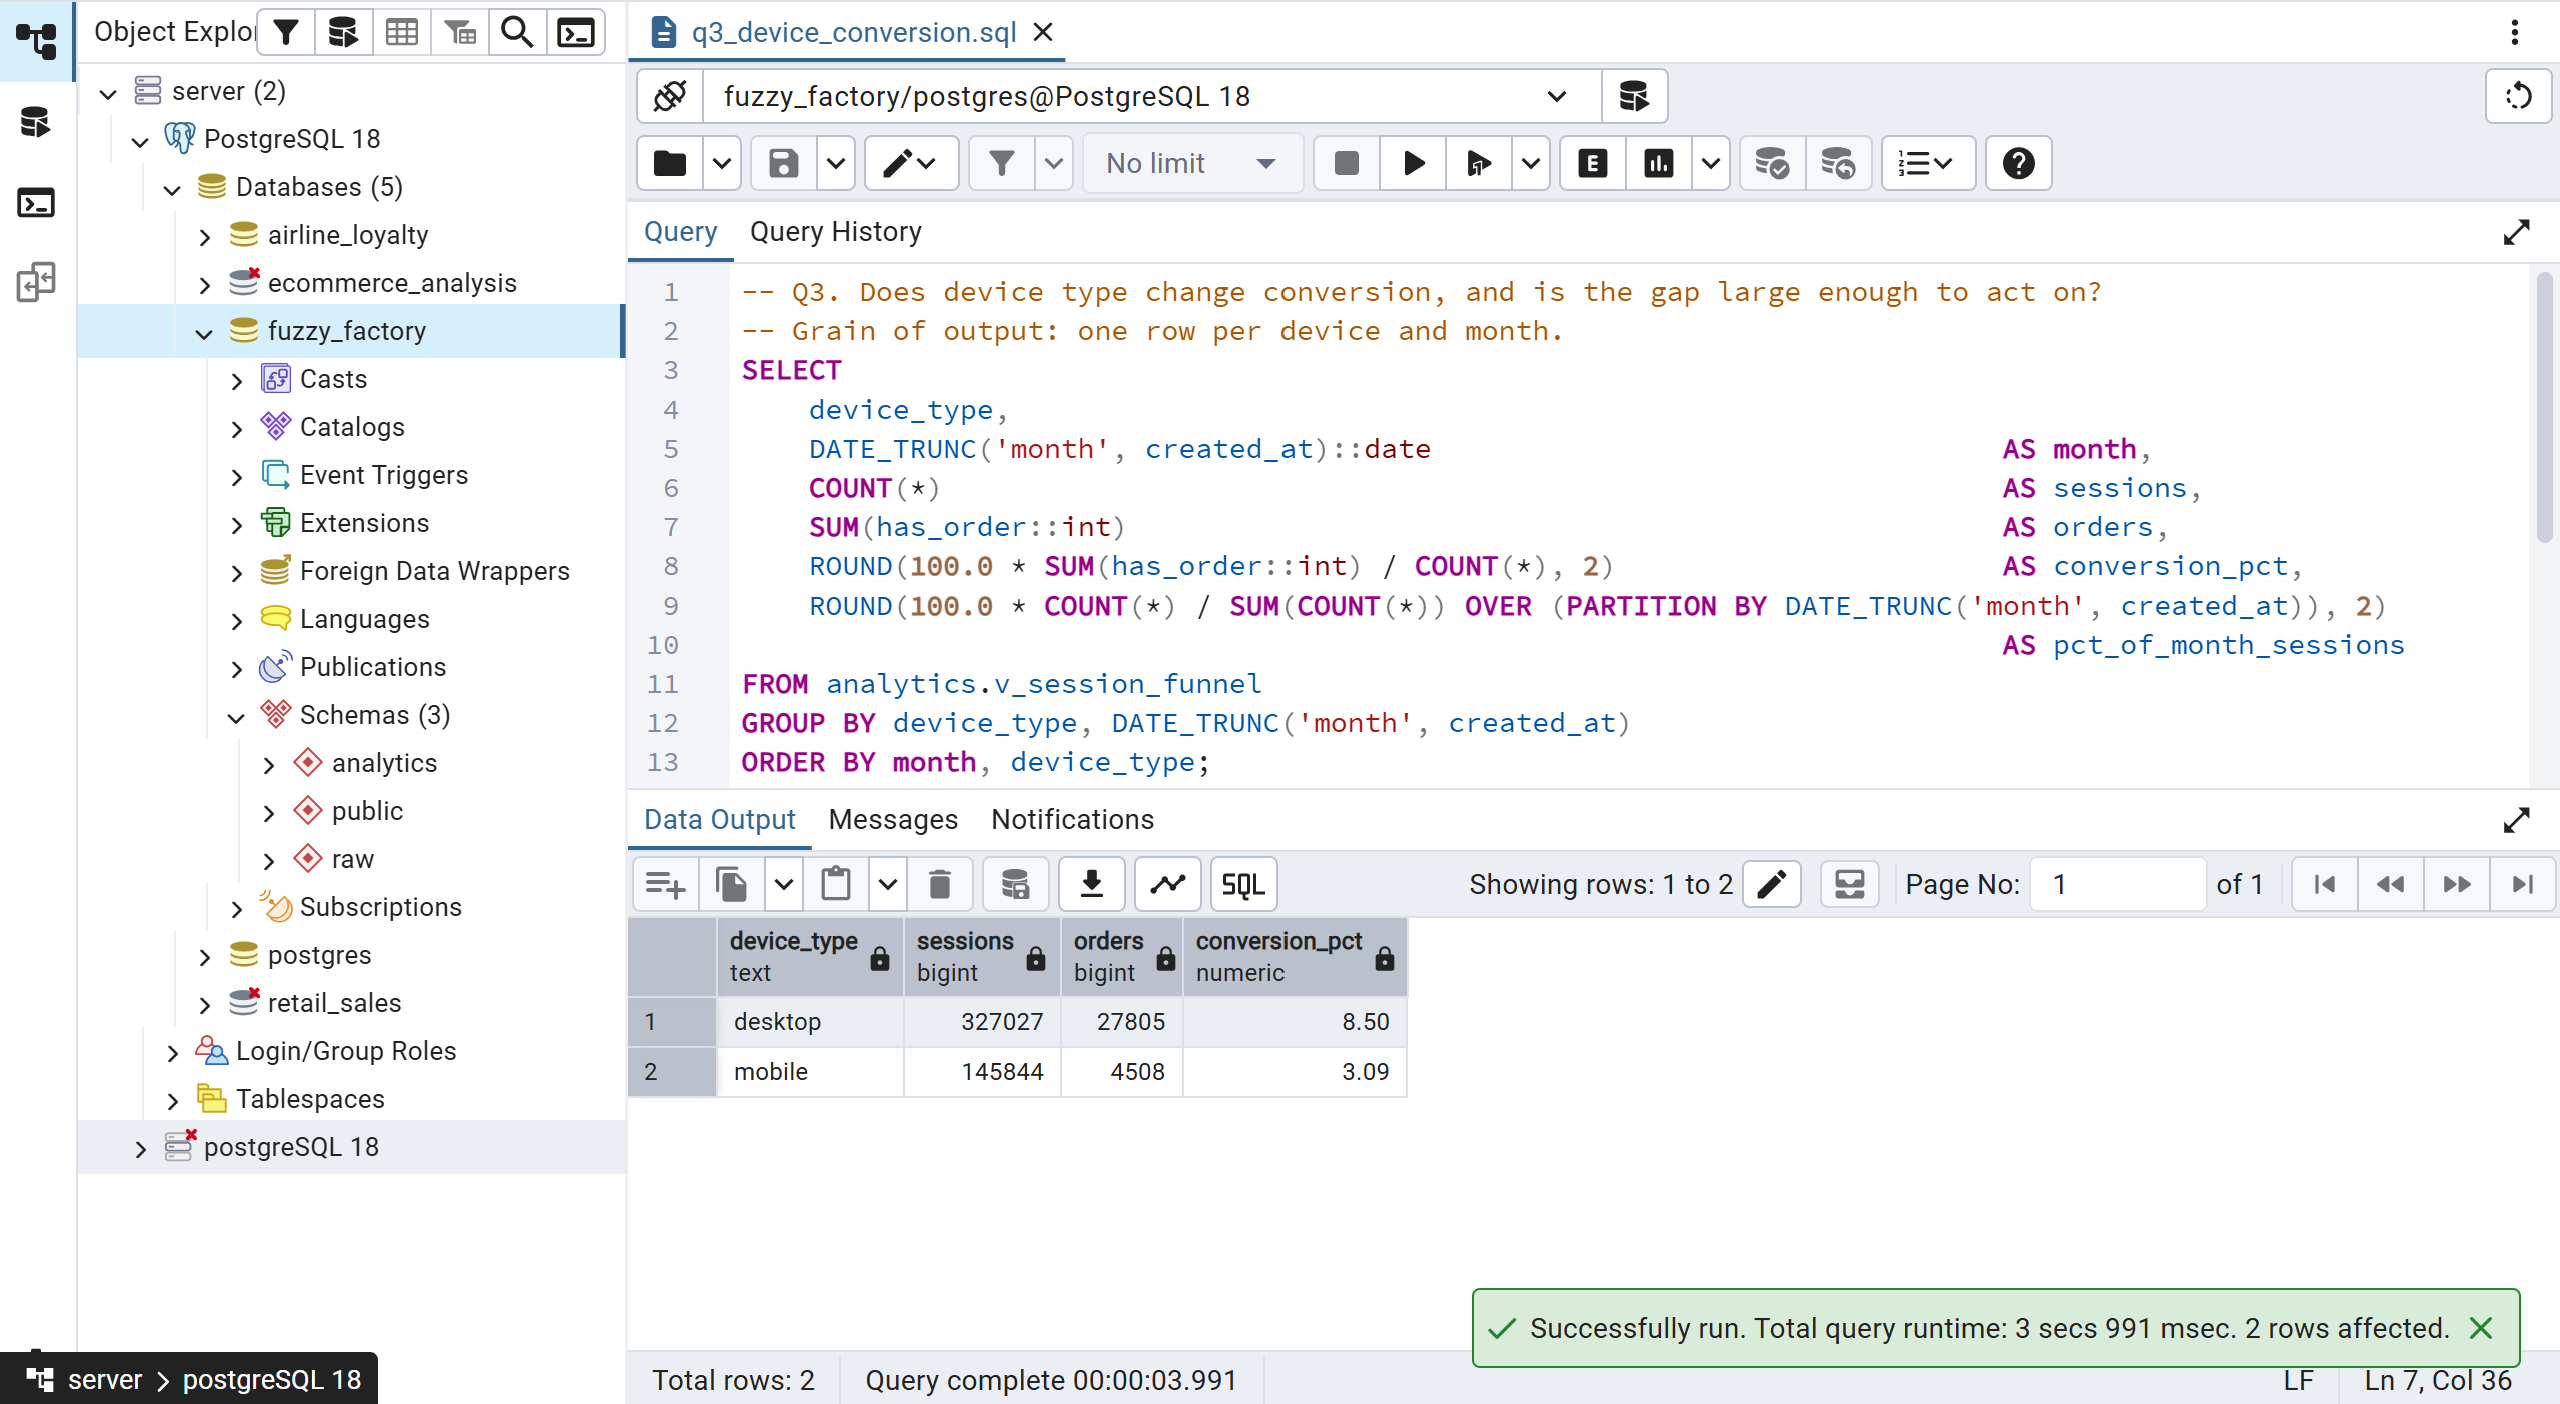 Object Explo
server (2)
PostgreSQL 18
Databases (5)
airline_loyalty
ecommerce_analysis
fuzzy_factory
Casts
Catalogs
Event Triggers
Extensions
Foreign Data Wrappers
Languages
Publications
Schemas (3)
analytics
public
raw
Subscriptions
postgres
retail_sales
Login/Group Roles
Tablespaces
postgreSQL 18
server > postgreSQL 18
q3_device_conversion.sql
fuzzy_factory/postgres@PostgreSQL 18
No limit
E
Query Query History
1 -- Q3. Does device type change conversion, and is the gap large enough to act on?
2 -- Grain of output: one row per device and month.
3 SELECT
4 device_type,
5 DATE_TRUNC('month', created_at)::date AS month,
6 COUNT(*) AS sessions,
7 SUM(has_order::int) AS orders,
8 ROUND(100.0 * SUM(has_order::int) / COUNT(*), 2) AS conversion_pct,
9 ROUND(100.0 * COUNT(*) / SUM(COUNT(*)) OVER (PARTITION BY DATE_TRUNC('month', created_at)), 2)
10 AS pct_of_month_sessions
11 FROM analytics.v_session_funnel
12 GROUP BY device_type, DATE_TRUNC('month', created_at)
13 ORDER BY month, device_type;
Data Output Messages Notifications
SQL Showing rows: 1 to 2 Page No: 1 of 1
device_type sessions orders conversion_pct
text bigint bigint numeric
1 desktop 327027 27805 8.50
2 mobile 145844 4508 3.09
Successfully run. Total query runtime: 3 secs 991 msec. 2 rows affected.
Total rows: 2 Query complete 00:00:03.991 LF Ln 7, Col 36